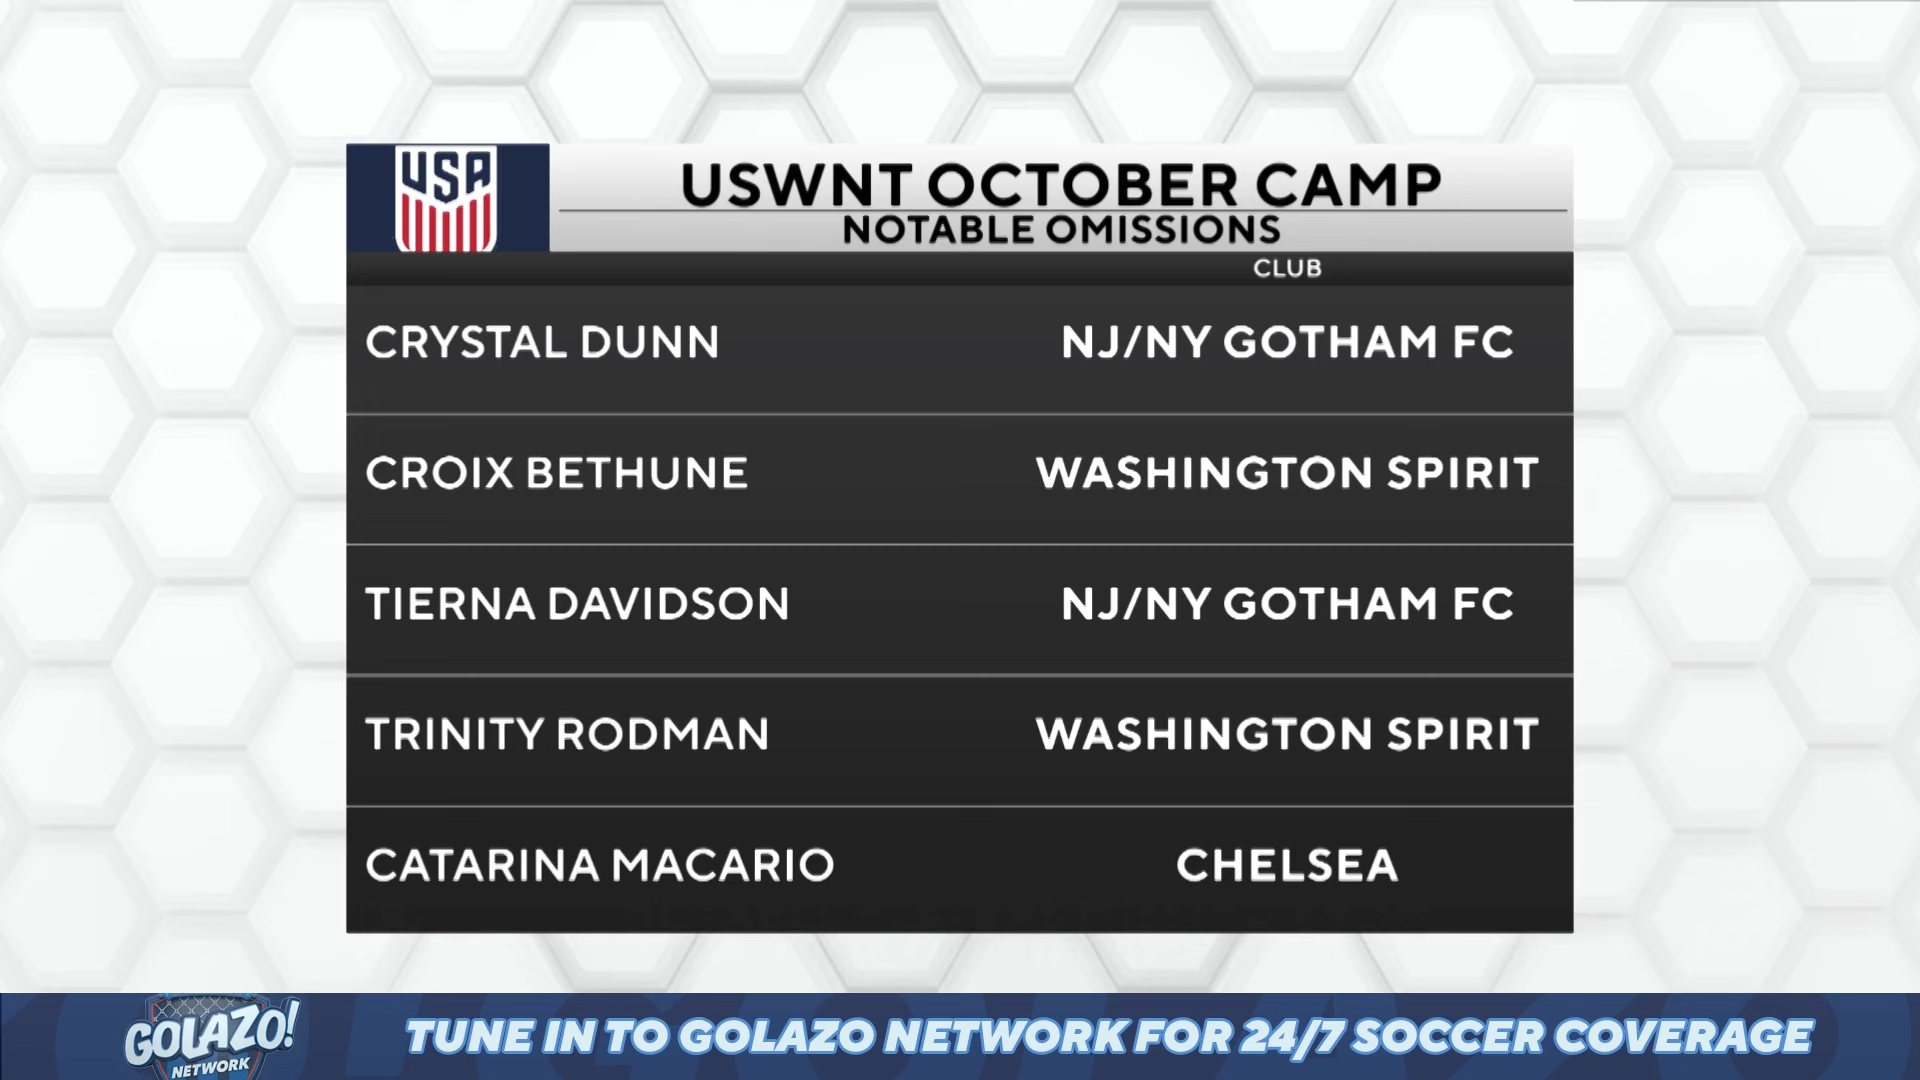 USA
USWNT OCTOBER CAMP
NOTABLE OMISSIONS
CLUB
CRYSTAL DUNN NJ/NY GOTHAM FC
CROIX BETHUNE WASHINGTON SPIRIT
TIERNA DAVIDSON NJ/NY GOTHAM FC
TRINITY RODMAN WASHINGTON SPIRIT
CATARINA MACARIO CHELSEA
GOLAZO!
NETWORK
TUNE IN TO GOLAZO NETWORK FOR 24/7 SOCCER COVERAGE